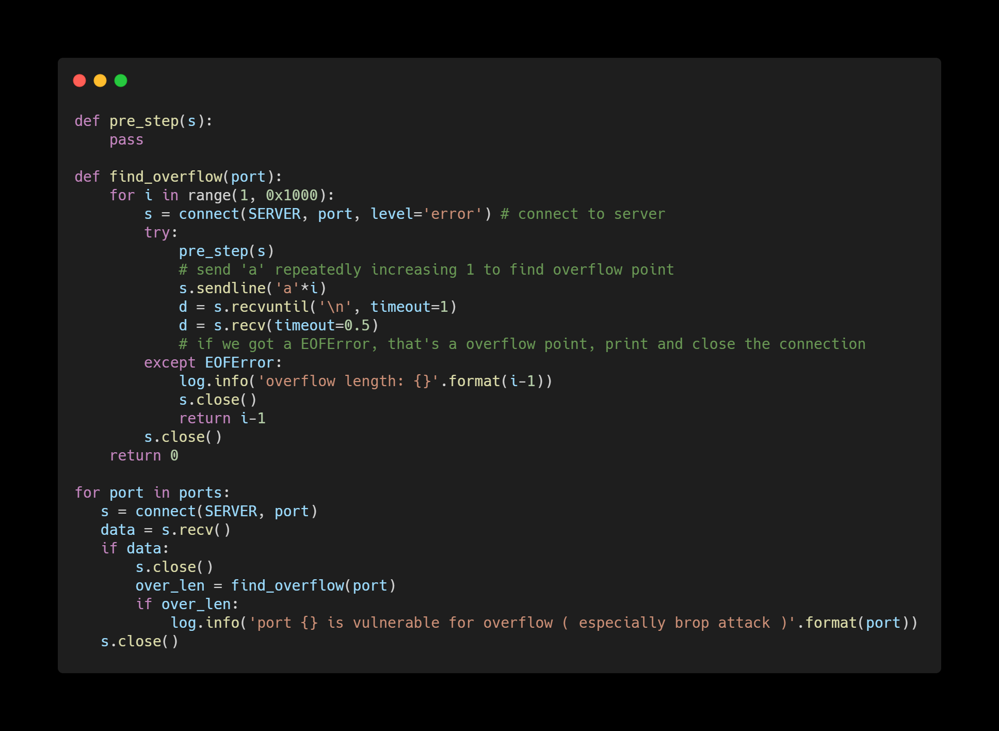 def pre_step(s):
    pass

def find_overflow(port):
    for i in range(1, 0x1000):
        s = connect(SERVER, port, level='error') # connect to server
        try:
            pre_step(s)
            # send 'a' repeatedly increasing 1 to find overflow point
            s.sendline('a'*i)
            d = s.recvuntil('\n', timeout=1)
            d = s.recv(timeout=0.5)
            # if we got a EOFError, that's a overflow point, print and close the connection
        except EOFError:
            log.info('overflow length: {}'.format(i-1))
            s.close()
            return i-1
        s.close()
    return 0

for port in ports:
   s = connect(SERVER, port)
   data = s.recv()
   if data:
       s.close()
       over_len = find_overflow(port)
       if over_len:
           log.info('port {} is vulnerable for overflow ( especially brop attack )'.format(port))
   s.close()